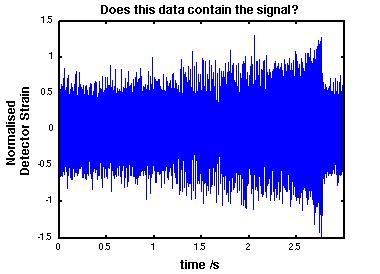 Does this data contain the signal?
1.5
1
0.5
0
-0.5
-1
-1.5
Normalised
Detector Strain
0 0.5 1 1.5 2 2.5
time /s